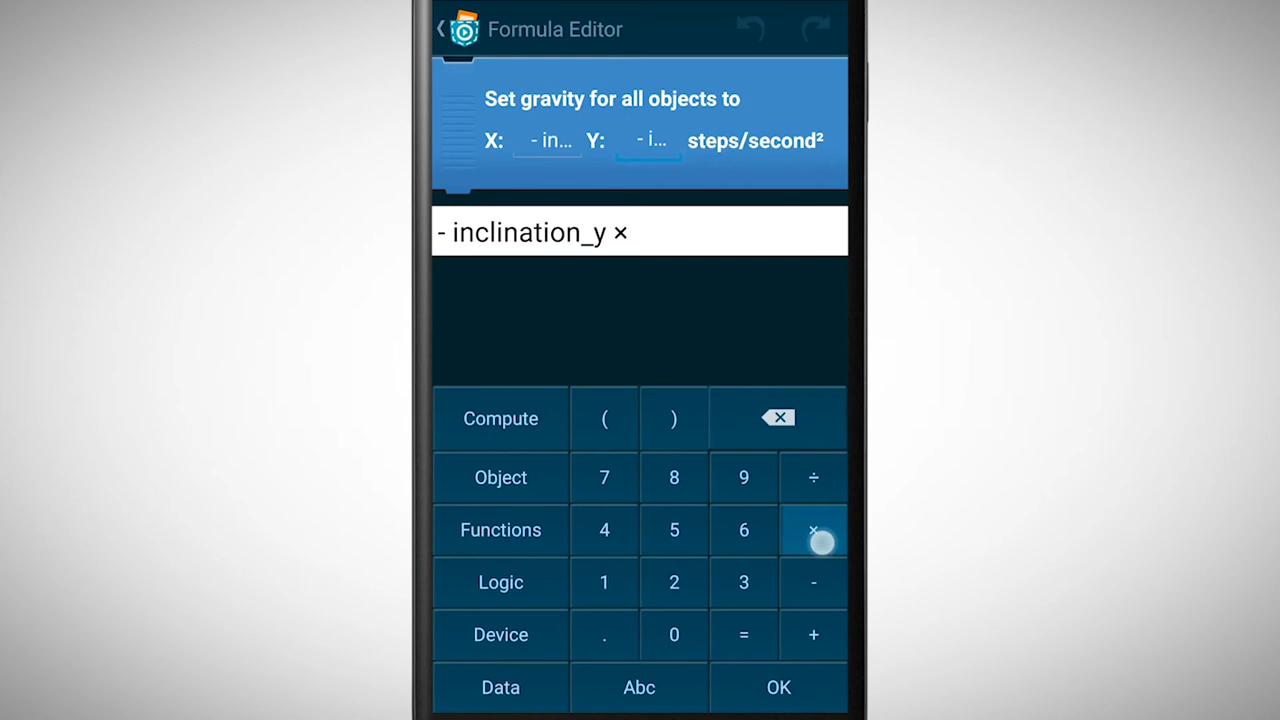 Formula Editor
Set gravity for all objects to
X: - in... Y: - i... steps/second²
- inclination_y ×
Compute ( )
Object 7 8 9 ÷
Functions 4 5 6 ×
Logic 1 2 3 -
Device . 0 = +
Data Abc OK